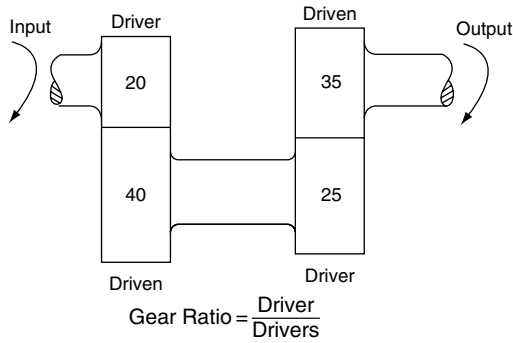 Input
Driver
Driven
Output
20
35
40
25
Driven
Driver
Gear Ratio = Driver
Drivers